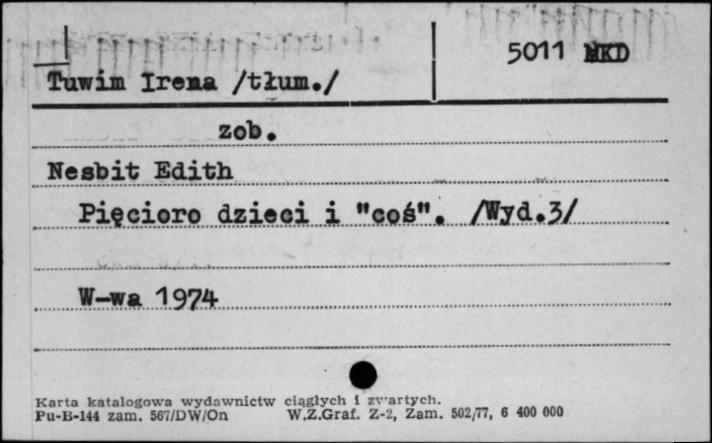 5011 MKD
Tuwim Irena /tłum./
zob.
Nesbit Edith
Pięcioro dzieci i "coś". /Wyd.3/
W-wa 1974
Karta katalogowa wydawnictw ciągłych i zwartych.
Pu-B-144 zam. 567/DW/On W.Z.Graf. Z-2, Zam. 502/77, 6 400 000